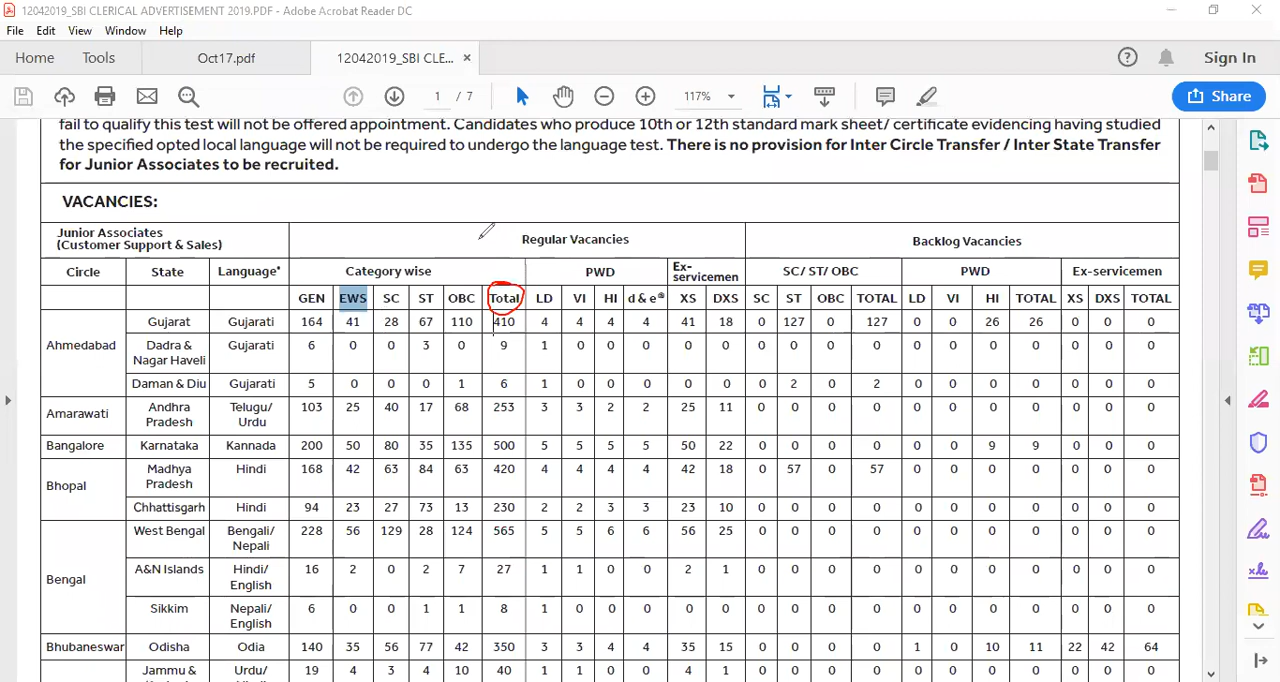 12042019_SBI CLERICAL ADVERTISEMENT 2019.PDF - Adobe Acrobat Reader DC
File Edit View Window Help
Home Tools Oct17.pdf 12042019_SBI CLE... × Sign In
1 / 7 117% Share
fail to qualify this test will not be offered appointment. Candidates who produce 10th or 12th standard mark sheet/ certificate evidencing having studied
the specified opted local language will not be required to undergo the language test. There is no provision for Inter Circle Transfer / Inter State Transfer
for Junior Associates to be recruited.
VACANCIES:
Junior Associates
(Customer Support & Sales) Regular Vacancies Backlog Vacancies
Circle State Language* Category wise PWD Ex-
servicemen SC/ ST/ OBC PWD Ex-servicemen
GEN EWS SC ST OBC Total LD VI HI d & e@ XS DXS SC ST OBC TOTAL LD VI HI TOTAL XS DXS TOTAL
Ahmedabad
Gujarat Gujarati 164 41 28 67 110 410 4 4 4 4 41 18 0 127 0 127 0 0 26 26 0 0 0
Dadra & Gujarati 6 0 0 3 0 9 1 0 0 0 0 0 0 0 0 0 0 0 0 0 0 0 0
Nagar Haveli
Daman & Diu Gujarati 5 0 0 0 1 6 1 0 0 0 0 0 0 2 0 2 0 0 0 0 0 0 0
Amarawati Andhra Telugu/ 103 25 40 17 68 253 3 3 2 2 25 11 0 0 0 0 0 0 0 0 0 0 0
Pradesh Urdu
Bangalore Karnataka Kannada 200 50 80 35 135 500 5 5 5 5 50 22 0 0 0 0 0 0 9 9 0 0 0
Bhopal
Madhya Hindi 168 42 63 84 63 420 4 4 4 4 42 18 0 57 0 57 0 0 0 0 0 0 0
Pradesh
Chhattisgarh Hindi 94 23 27 73 13 230 2 2 3 3 23 10 0 0 0 0 0 0 0 0 0 0 0
Bengal
West Bengal Bengali/ 228 56 129 28 124 565 5 5 6 6 56 25 0 0 0 0 0 0 0 0 0 0 0
Nepali
A&N Islands Hindi/ 16 2 0 2 7 27 1 1 0 0 2 1 0 0 0 0 0 0 0 0 0 0 0
English
Sikkim Nepali/ 6 0 0 1 1 8 1 0 0 0 0 0 0 0 0 0 0 0 0 0 0 0 0
English
Bhubaneswar Odisha Odia 140 35 56 77 42 350 3 3 4 4 35 15 0 0 0 0 1 0 10 11 22 42 64
Jammu & Urdu/ 19 4 3 4 10 40 1 1 0 0 4 1 0 0 0 0 0 0 0 0 0 0 0